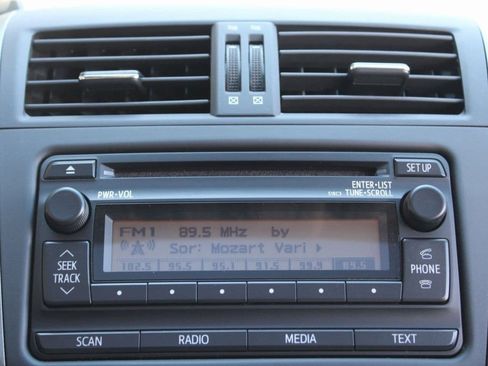 SET UP
PWR•VOL
ENTER•LIST
TUNE•SCROLL
FM1 89.5 MHz by
Sor: Mozart Vari
102.5 95.5 95.1 91.5 99.9 89.5
SEEK
TRACK
PHONE
SCAN
RADIO
MEDIA
TEXT